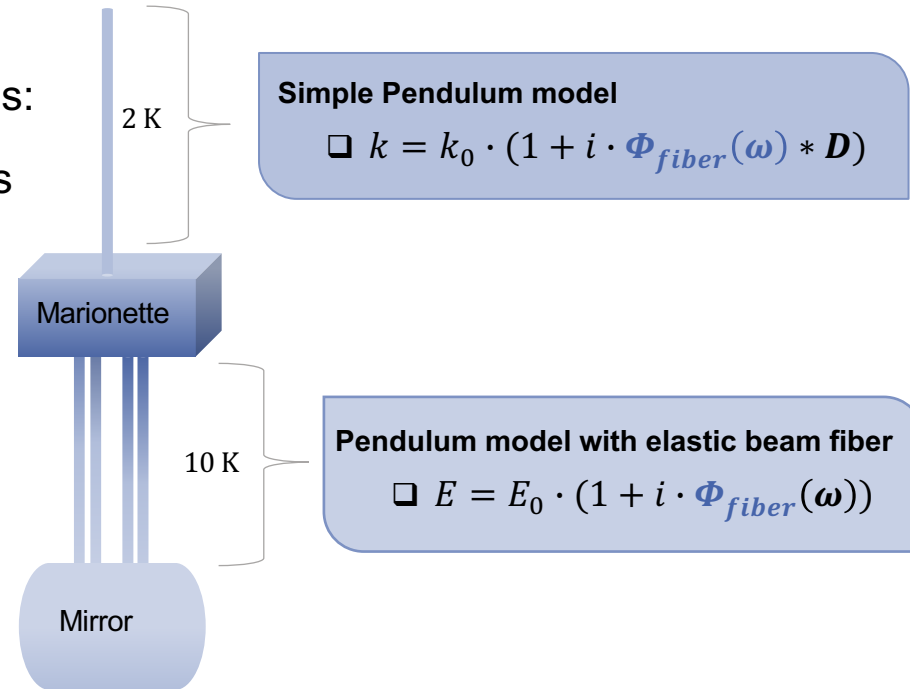 s:
2 K
Simple Pendulum model
❑ k = k₀ · (1 + i · Φ_fiber(ω) * D)
s
Marionette
10 K
Pendulum model with elastic beam fiber
❑ E = E₀ · (1 + i · Φ_fiber(ω))
Mirror